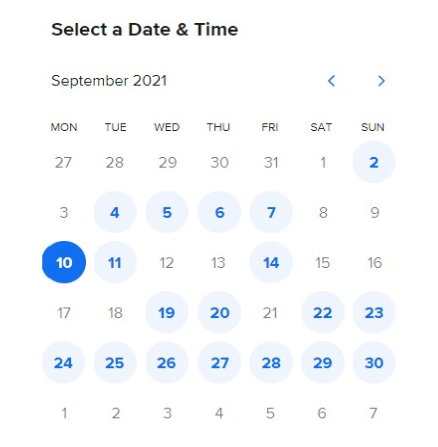 Select a Date & Time
September 2021
MON TUE WED THU FRI SAT SUN
27 28 29 30 31 1 2
3 4 5 6 7 8 9
10 11 12 13 14 15 16
17 18 19 20 21 22 23
24 25 26 27 28 29 30
1 2 3 4 5 6 7